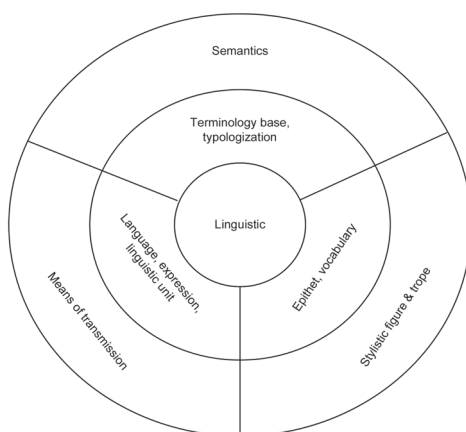 Semantics
Terminology base,
typologization
Linguistic
Language, expression,
linguistic unit
Epithet, vocabulary
Means of transmission
Stylistic figure & trope